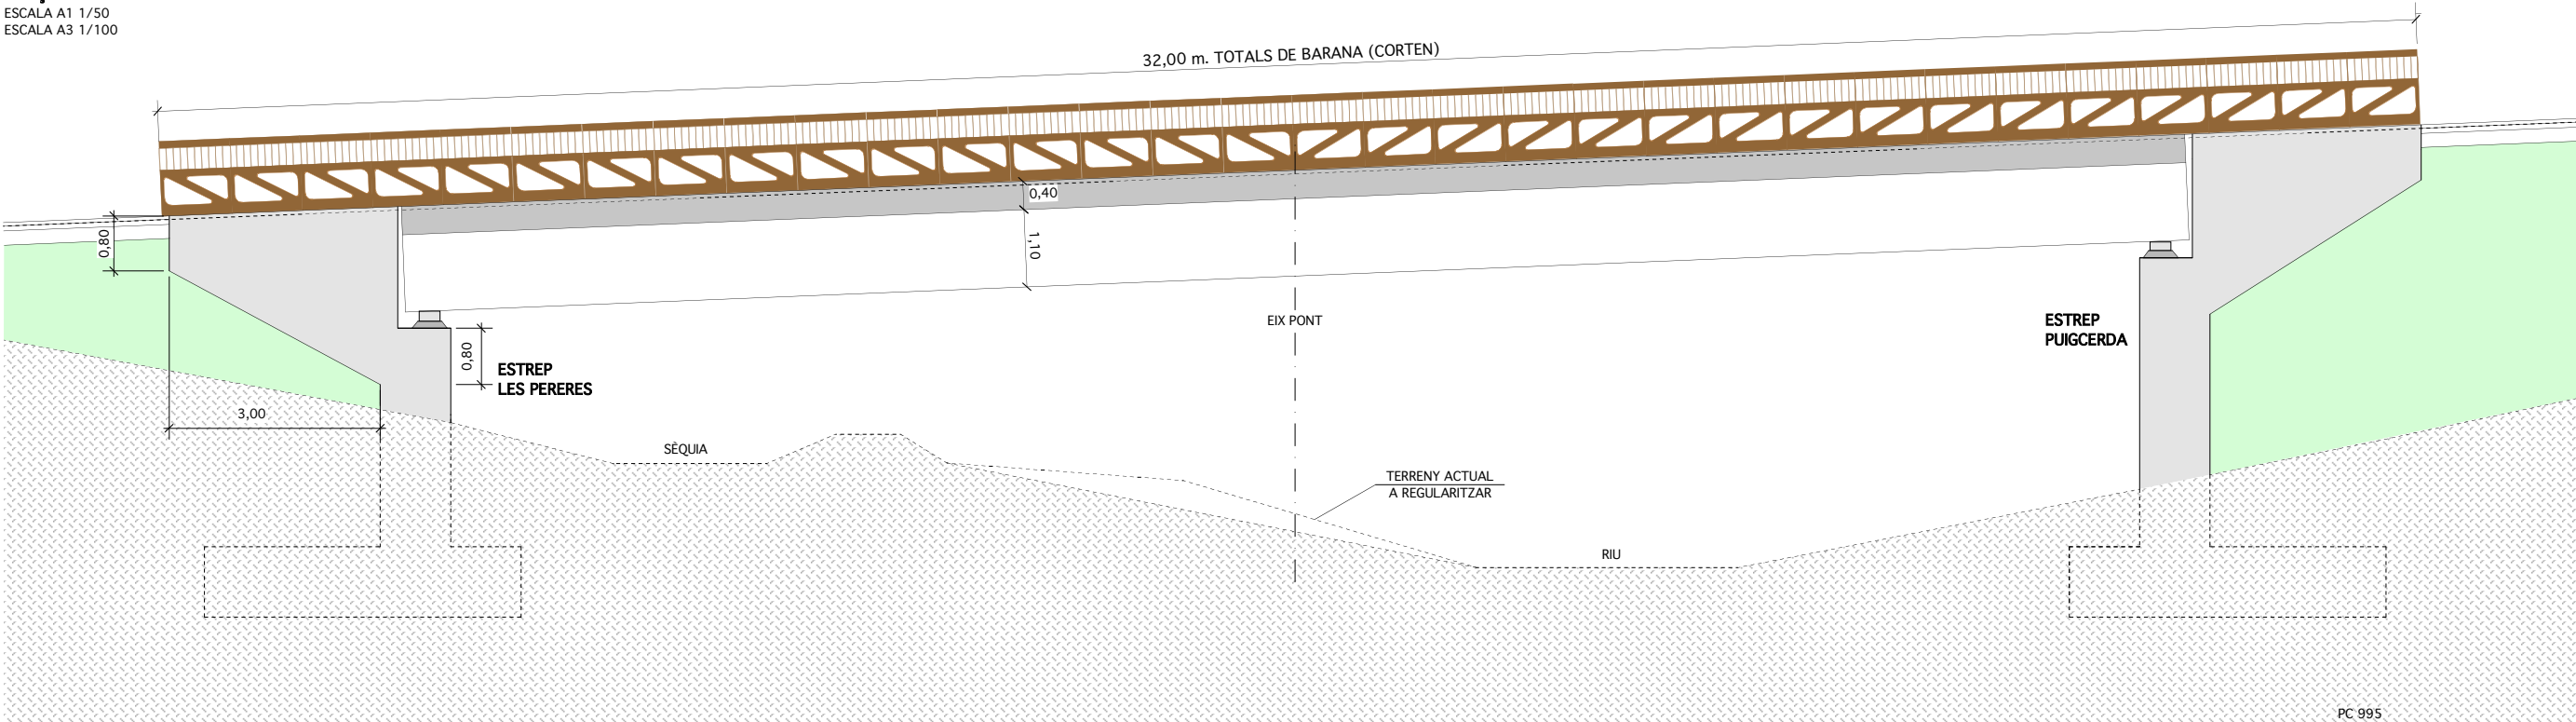 ESCALA A1 1/50
ESCALA A3 1/100
32,00 m. TOTALS DE BARANA (CORTEN)
0,40
0,80
1,10
EIX PONT
ESTREP
PUIGCERDA
0,80
ESTREP
LES PERERES
3,00
SÈQUIA
TERRENY ACTUAL
A REGULARITZAR
RIU
PC 995